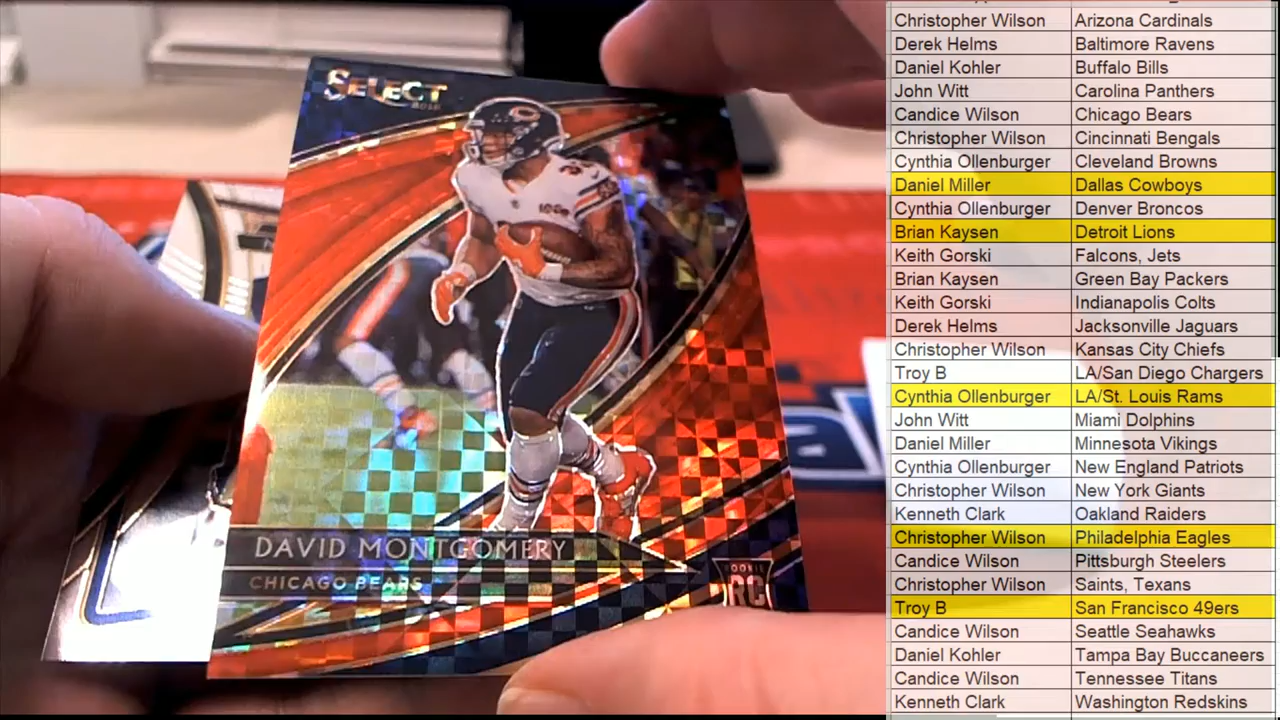 SELECT
DAVID MONTGOMERY
CHICAGO BEARS
ROOKIE
RC
Christopher Wilson Arizona Cardinals
Derek Helms Baltimore Ravens
Daniel Kohler Buffalo Bills
John Witt Carolina Panthers
Candice Wilson Chicago Bears
Christopher Wilson Cincinnati Bengals
Cynthia Ollenburger Cleveland Browns
Daniel Miller Dallas Cowboys
Cynthia Ollenburger Denver Broncos
Brian Kaysen Detroit Lions
Keith Gorski Falcons, Jets
Brian Kaysen Green Bay Packers
Keith Gorski Indianapolis Colts
Derek Helms Jacksonville Jaguars
Christopher Wilson Kansas City Chiefs
Troy B LA/San Diego Chargers
Cynthia Ollenburger LA/St. Louis Rams
John Witt Miami Dolphins
Daniel Miller Minnesota Vikings
Cynthia Ollenburger New England Patriots
Christopher Wilson New York Giants
Kenneth Clark Oakland Raiders
Christopher Wilson Philadelphia Eagles
Candice Wilson Pittsburgh Steelers
Christopher Wilson Saints, Texans
Troy B San Francisco 49ers
Candice Wilson Seattle Seahawks
Daniel Kohler Tampa Bay Buccaneers
Candice Wilson Tennessee Titans
Kenneth Clark Washington Redskins